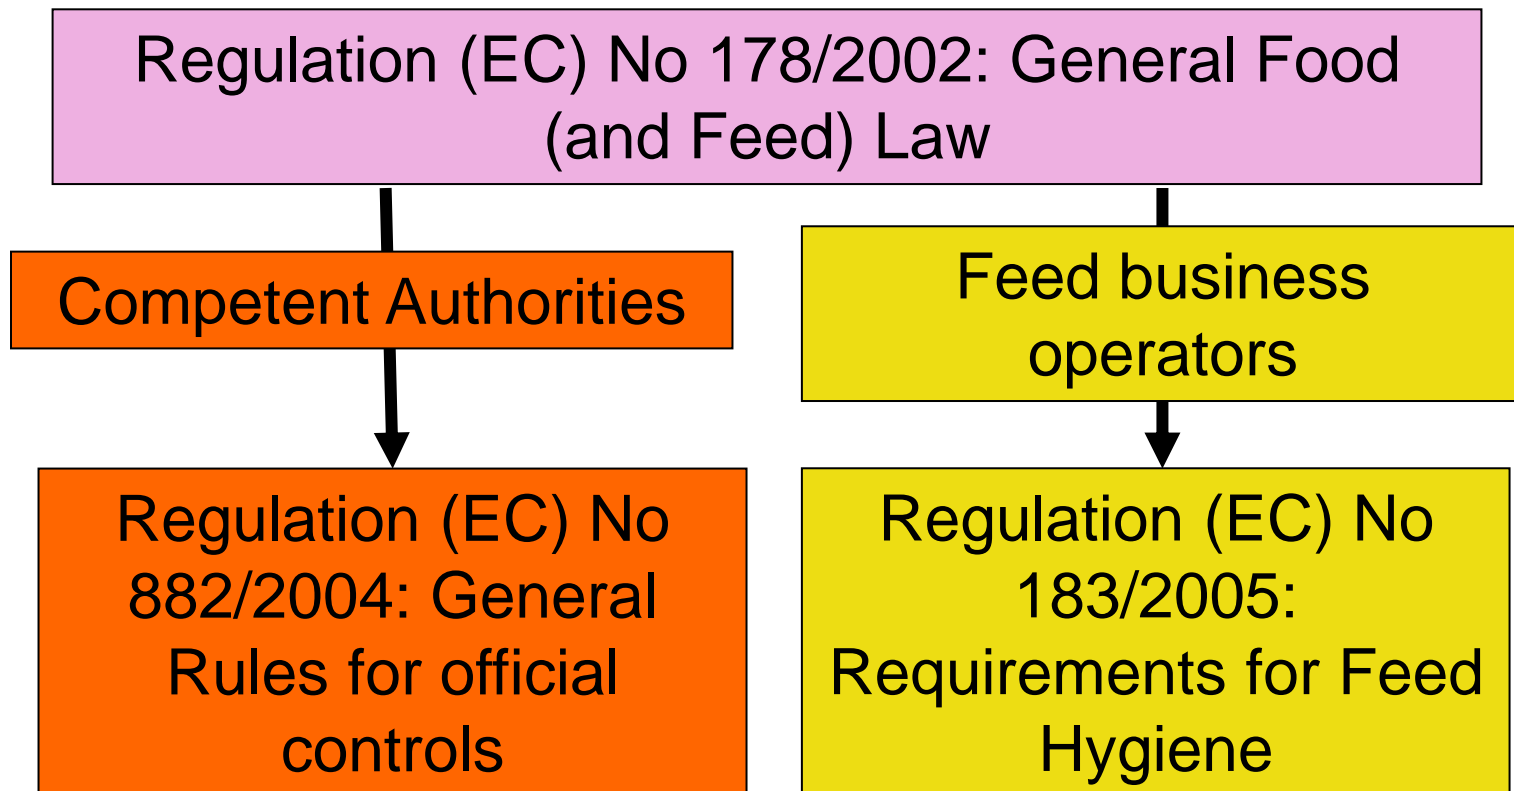 Regulation (EC) No 178/2002: General Food
(and Feed) Law
Competent Authorities
Feed business
operators
Regulation (EC) No
882/2004: General
Rules for official
controls
Regulation (EC) No
183/2005:
Requirements for Feed
Hygiene